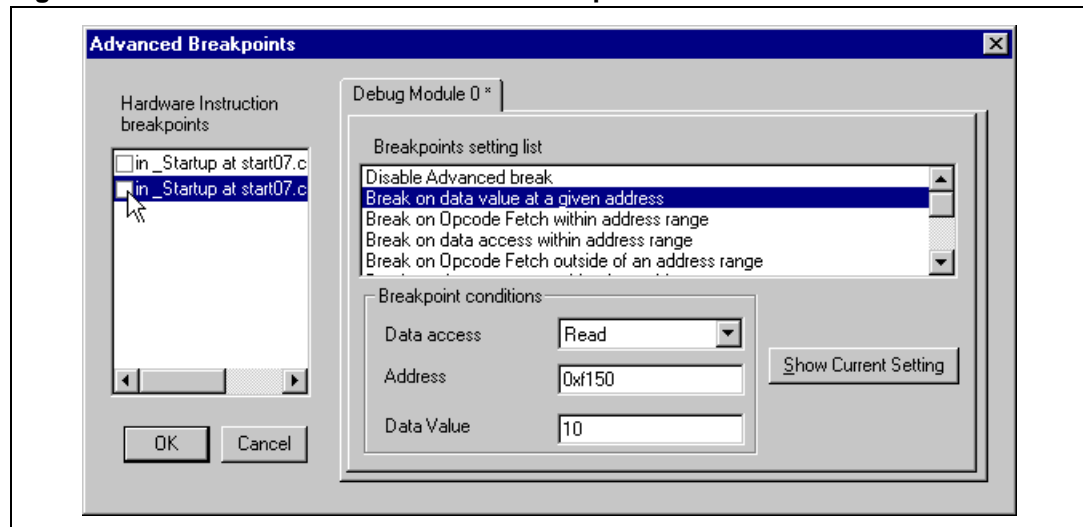 Advanced Breakpoints
Hardware Instruction
breakpoints
in _Startup at start07.c
in _Startup at start07.c
OK
Cancel
Debug Module 0 *
Breakpoints setting list
Disable Advanced break
Break on data value at a given address
Break on Opcode Fetch within address range
Break on data access within address range
Break on Opcode Fetch outside of an address range
Breakpoint conditions
Data access
Read
Address
0xf150
Data Value
10
Show Current Setting